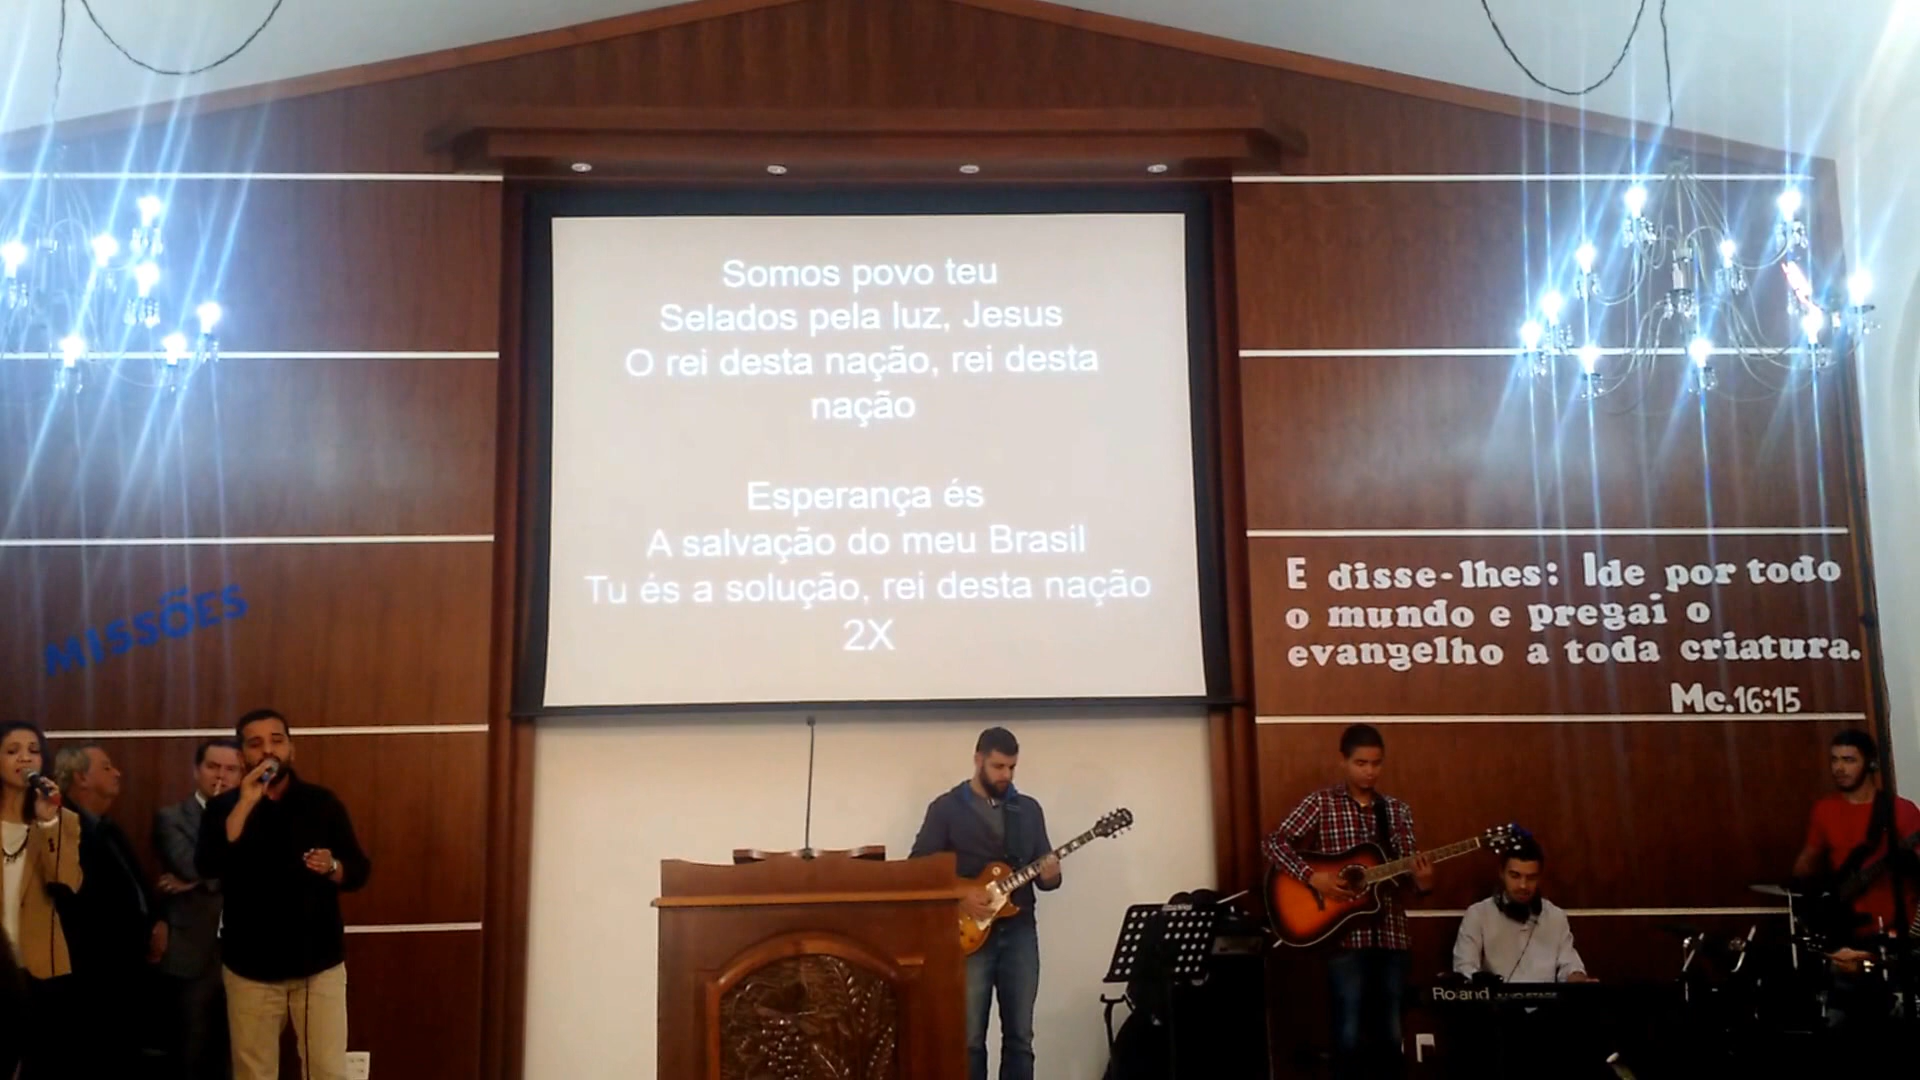 Somos povo teu
Selados pela luz, Jesus
O rei desta nação, rei desta
nação
Esperança és
A salvação do meu Brasil
Tu és a solução, rei desta nação
2X
MISSÕES
E disse-lhes: Ide por todo
o mundo e pregai o
evangelho a toda criatura.
Mc.16:15
Roland